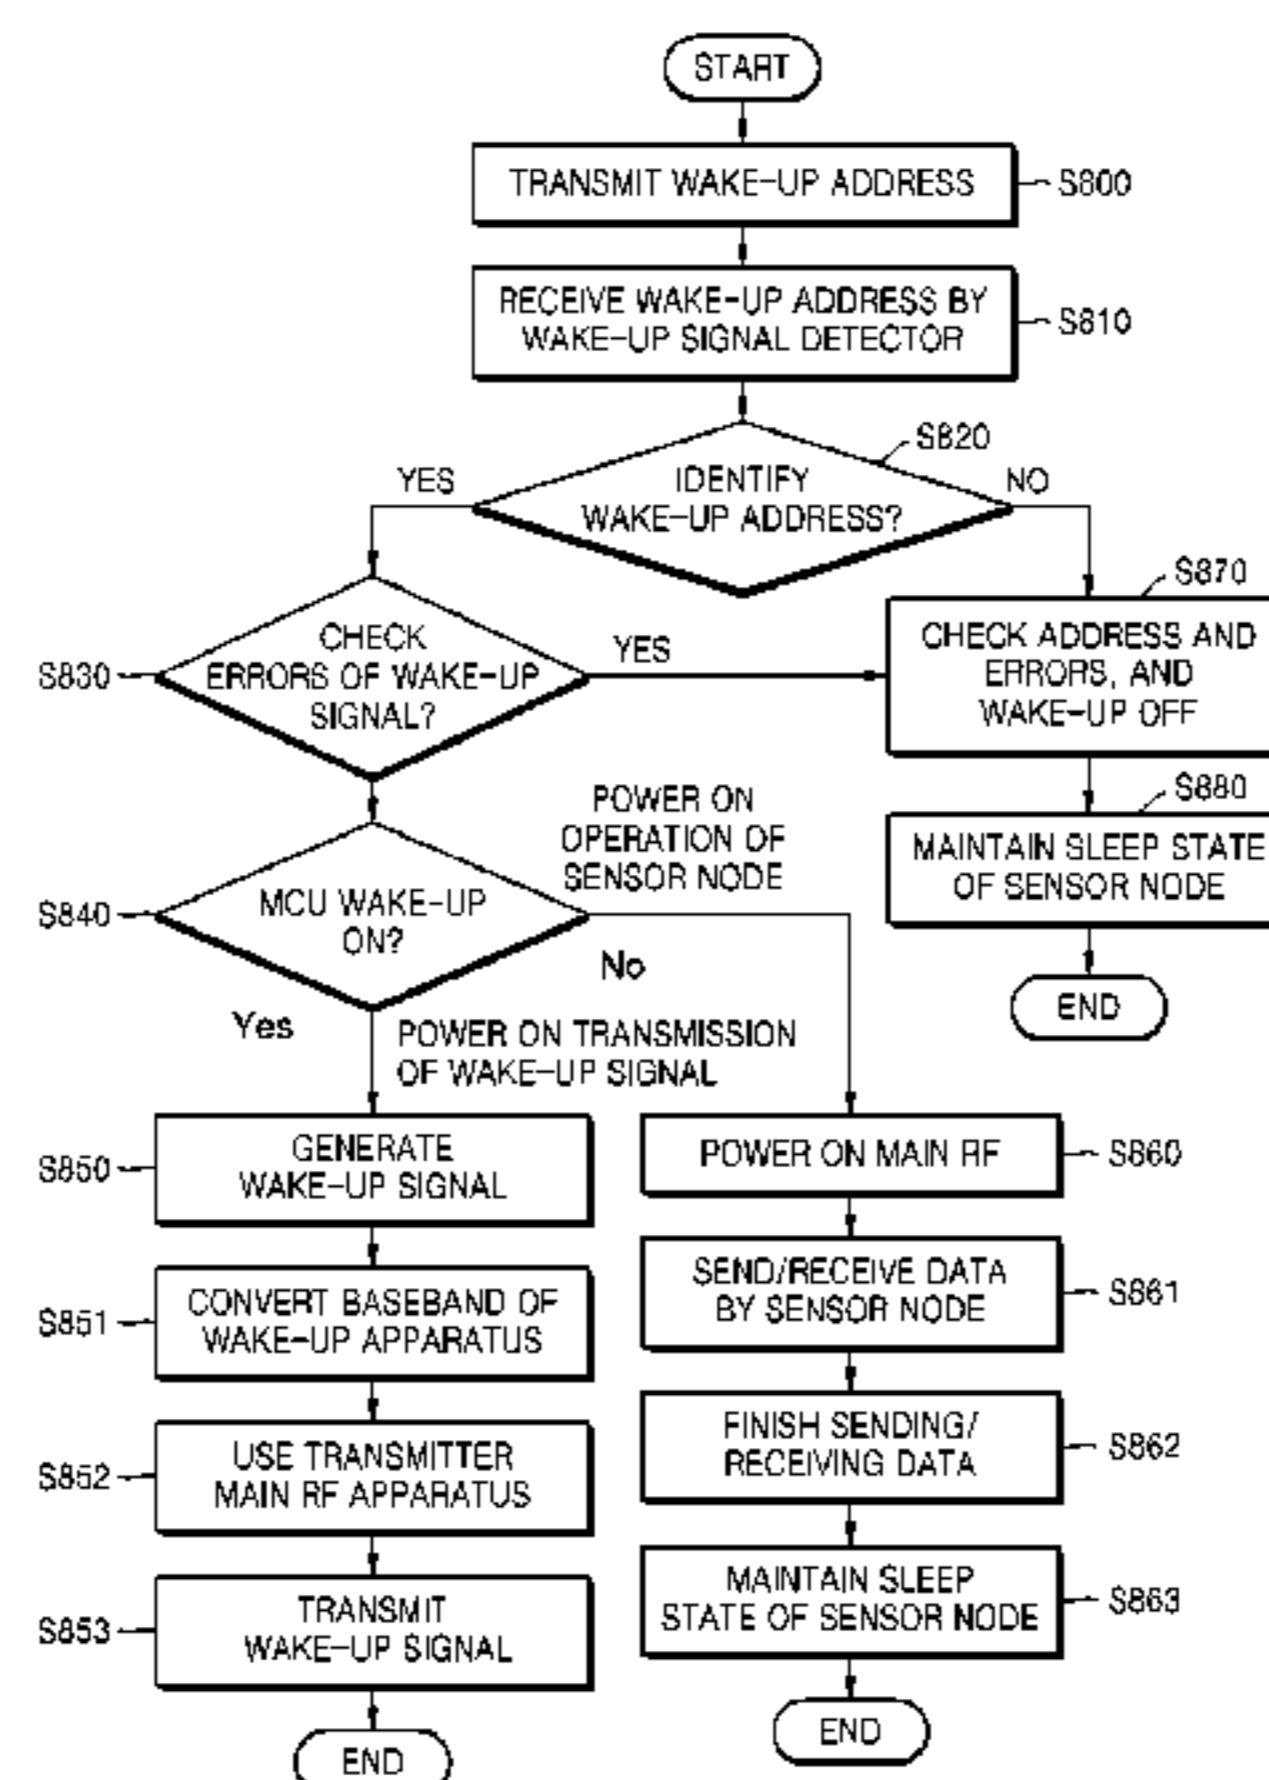 START
TRANSMIT WAKE-UP ADDRESS
S800
RECEIVE WAKE-UP ADDRESS BY
WAKE-UP SIGNAL DETECTOR
S810
S820
IDENTIFY
WAKE-UP ADDRESS?
YES
NO
S870
CHECK ADDRESS AND
ERRORS, AND
WAKE-UP OFF
CHECK
ERRORS OF WAKE-UP
SIGNAL?
S830
YES
S880
MAINTAIN SLEEP STATE
OF SENSOR NODE
END
POWER ON
OPERATION OF
SENSOR NODE
MCU WAKE-UP
ON?
S840
No
Yes
POWER ON TRANSMISSION
OF WAKE-UP SIGNAL
GENERATE
WAKE-UP SIGNAL
S850
CONVERT BASEBAND OF
WAKE-UP APPARATUS
S851
USE TRANSMITTER
MAIN RF APPARATUS
S852
TRANSMIT
WAKE-UP SIGNAL
S853
END
POWER ON MAIN RF
S860
SEND/RECEIVE DATA
BY SENSOR NODE
S861
FINISH SENDING/
RECEIVING DATA
S862
MAINTAIN SLEEP
STATE OF SENSOR NODE
S863
END